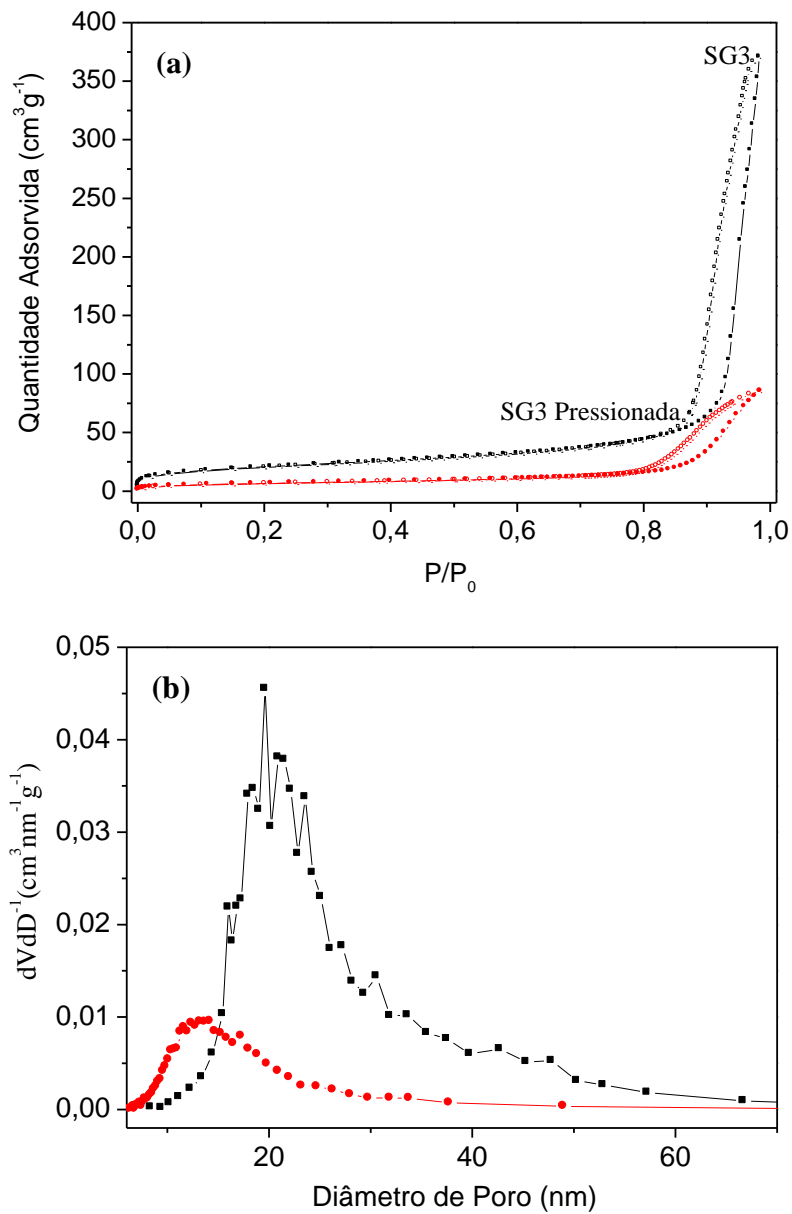 400
350
300
250
200
150
100
50
0
Quantidade Adsorvida (cm³g⁻¹)
(a)
SG3
SG3 Pressionada
0,0 0,2 0,4 0,6 0,8 1,0
P/P₀
0,05
0,04
0,03
0,02
0,01
0,00
dVdD⁻¹(cm³nm⁻¹g⁻¹)
(b)
20 40 60
Diâmetro de Poro (nm)